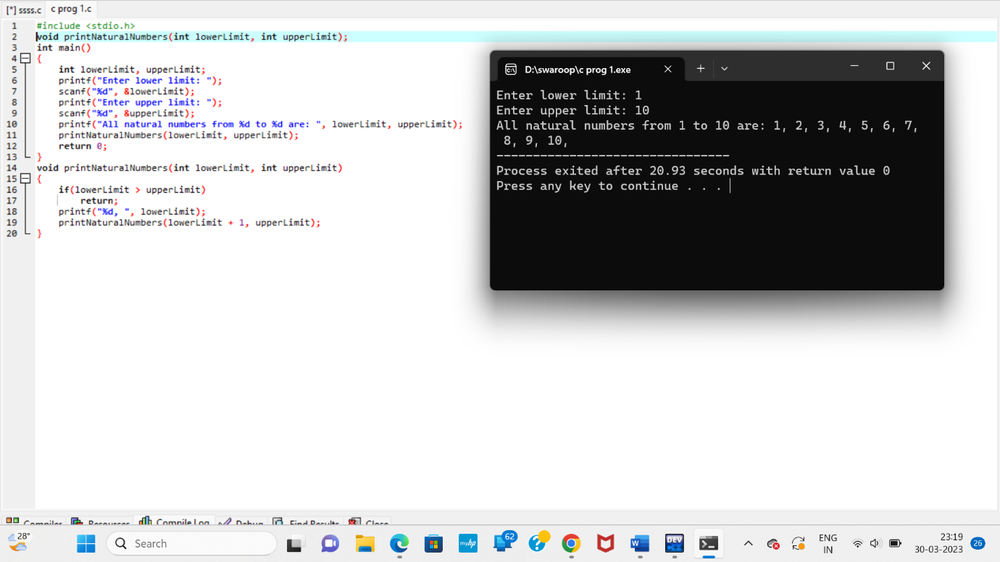 [*] ssss.c c prog 1.c
1 #include <stdio.h>
2 void printNaturalNumbers(int lowerLimit, int upperLimit);
3 int main()
4 {
5 int lowerLimit, upperLimit;
6 printf("Enter lower limit: ");
7 scanf("%d", &lowerLimit);
8 printf("Enter upper limit: ");
9 scanf("%d", &upperLimit);
10 printf("All natural numbers from %d to %d are: ", lowerLimit, upperLimit);
11 printNaturalNumbers(lowerLimit, upperLimit);
12 return 0;
13 }
14 void printNaturalNumbers(int lowerLimit, int upperLimit)
15 {
16 if(lowerLimit > upperLimit)
17 return;
18 printf("%d, ", lowerLimit);
19 printNaturalNumbers(lowerLimit + 1, upperLimit);
20 }
D:\swaroop\c prog 1.exe
Enter lower limit: 1
Enter upper limit: 10
All natural numbers from 1 to 10 are: 1, 2, 3, 4, 5, 6, 7,
8, 9, 10,
--------------------------------
Process exited after 20.93 seconds with return value 0
Press any key to continue . . .
Compiler Resources Compile Log Debug Find Results Close
28°
Search
myhp
62
W
DEV
C++
ENG
IN
23:19
30-03-2023
26